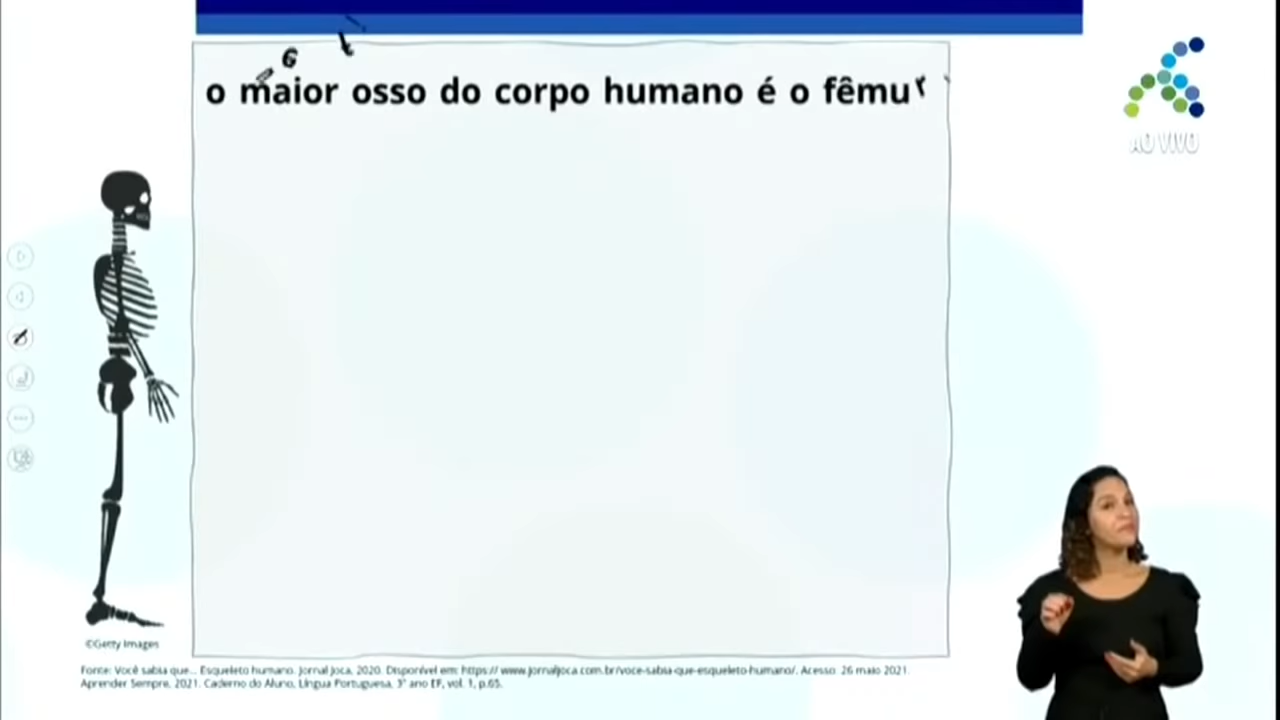 o maior osso do corpo humano é o fêmur
AO VIVO
©Getty Images
Fonte: Você sabia que... Esqueleto humano. Jornal Joca, 2020. Disponível em: https:// www.jornaljoca.com.br/voce-sabia-que-esqueleto-humano/. Acesso 26 maio 2021.
Aprender Sempre, 2021. Caderno do Aluno, Língua Portuguesa, 3º ano EF, vol. 1, p.65.